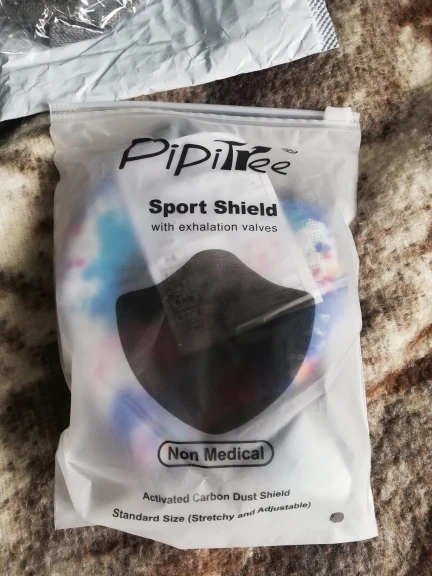 PipiTree
Sport Shield
with exhalation valves
Non Medical
Activated Carbon Dust Shield
Standard Size (Stretchy and Adjustable)